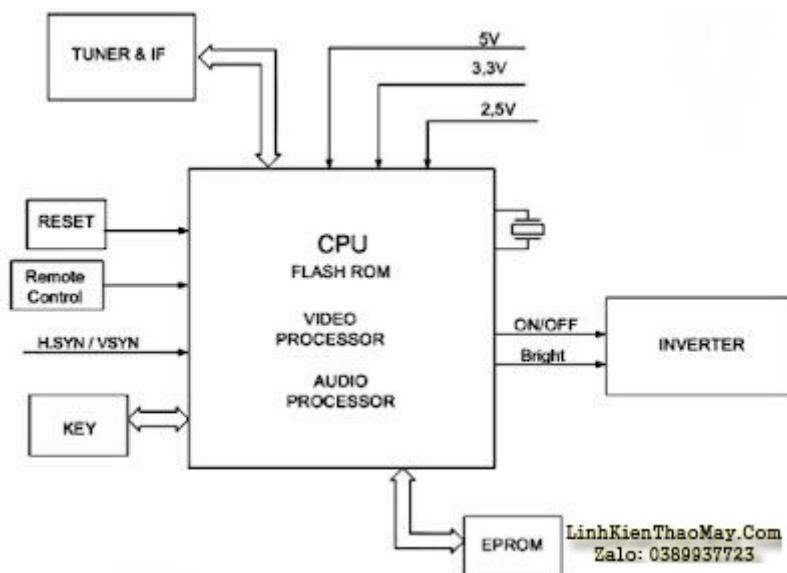 TUNER & IF
5V
3,3V
2,5V
RESET
Remote
Control
H.SYN / VSYN
KEY
CPU
FLASH ROM
VIDEO
PROCESSOR
AUDIO
PROCESSOR
ON/OFF
Bright
INVERTER
EPROM
LinhKienThaoMay.Com
Zalo: 0389937723